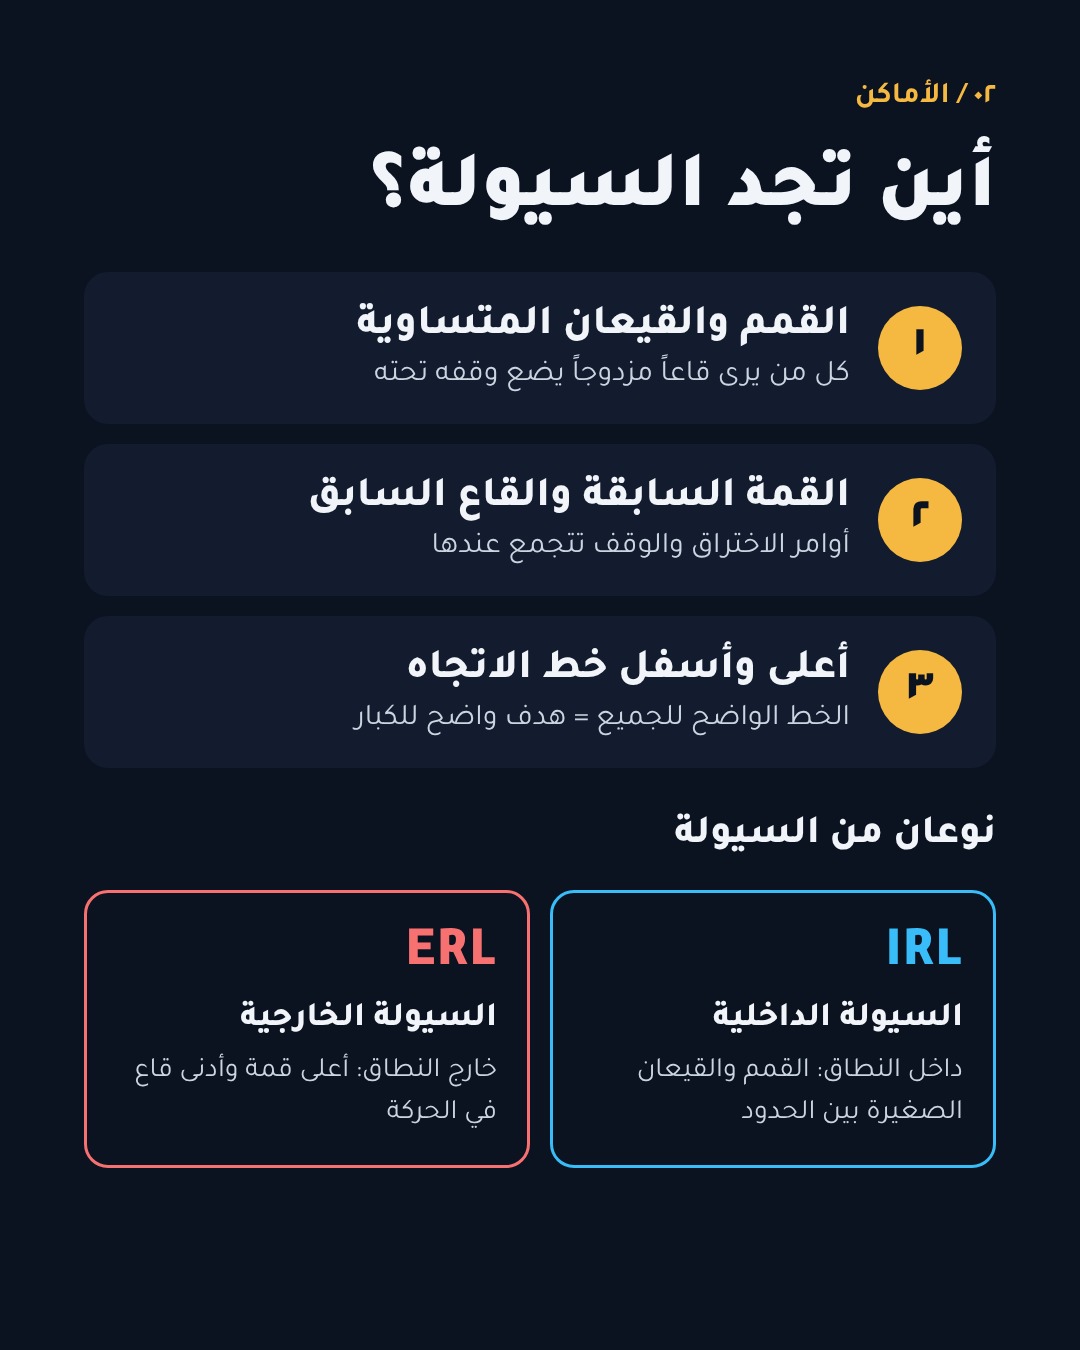 ٠٢ / الأماكن
أين تجد السيولة؟
١
القمم والقيعان المتساوية
كل من يرى قاعاً مزدوجاً يضع وقفه تحته
٢
القمة السابقة والقاع السابق
أوامر الاختراق والوقف تتجمع عندها
٣
أعلى وأسفل خط الاتجاه
الخط الواضح للجميع = هدف واضح للكبار
نوعان من السيولة
IRL
السيولة الداخلية
داخل النطاق: القمم والقيعان
الصغيرة بين الحدود
ERL
السيولة الخارجية
خارج النطاق: أعلى قمة وأدنى قاع
في الحركة